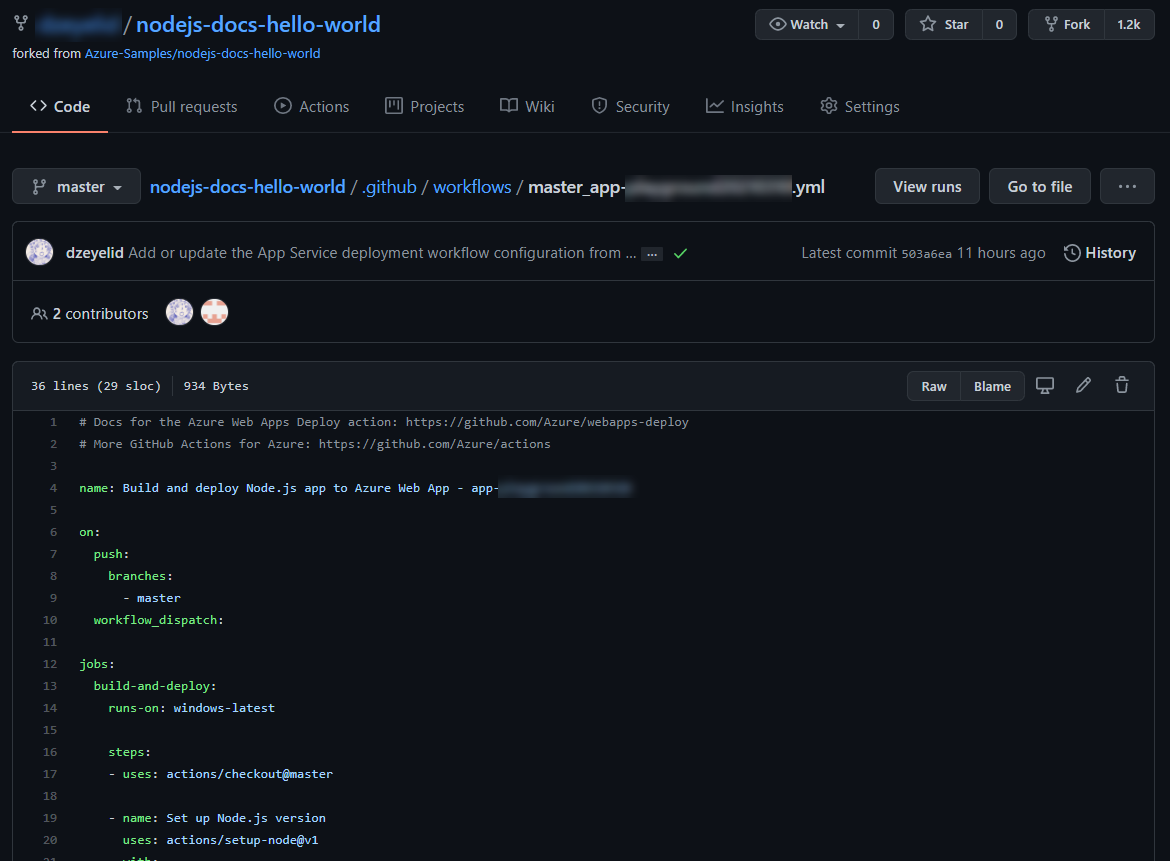 / nodejs-docs-hello-world
Watch 0 Star 0 Fork 1.2k
forked from Azure-Samples/nodejs-docs-hello-world
Code Pull requests Actions Projects Wiki Security Insights Settings
master nodejs-docs-hello-world / .github / workflows / master_app- .yml View runs Go to file ...
dzeyelid Add or update the App Service deployment workflow configuration from … ... Latest commit 503a6ea 11 hours ago History
2 contributors
36 lines (29 sloc) 934 Bytes Raw Blame
1 # Docs for the Azure Web Apps Deploy action: https://github.com/Azure/webapps-deploy
2 # More GitHub Actions for Azure: https://github.com/Azure/actions
3
4 name: Build and deploy Node.js app to Azure Web App - app-
5
6 on:
7 push:
8 branches:
9 - master
10 workflow_dispatch:
11
12 jobs:
13 build-and-deploy:
14 runs-on: windows-latest
15
16 steps:
17 - uses: actions/checkout@master
18
19 - name: Set up Node.js version
20 uses: actions/setup-node@v1
21 with: